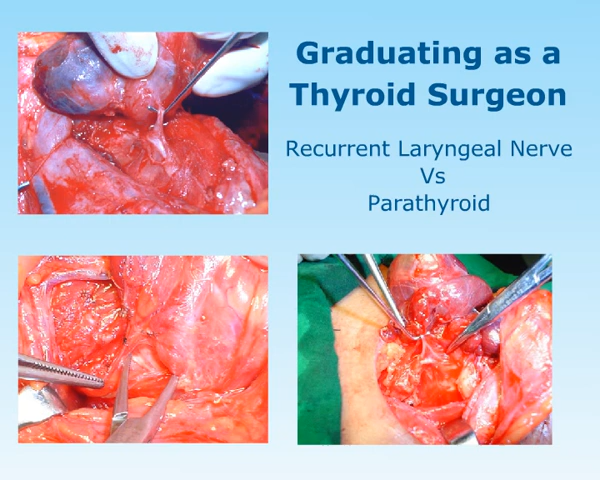 Graduating as a
Thyroid Surgeon
Recurrent Laryngeal Nerve
Vs
Parathyroid